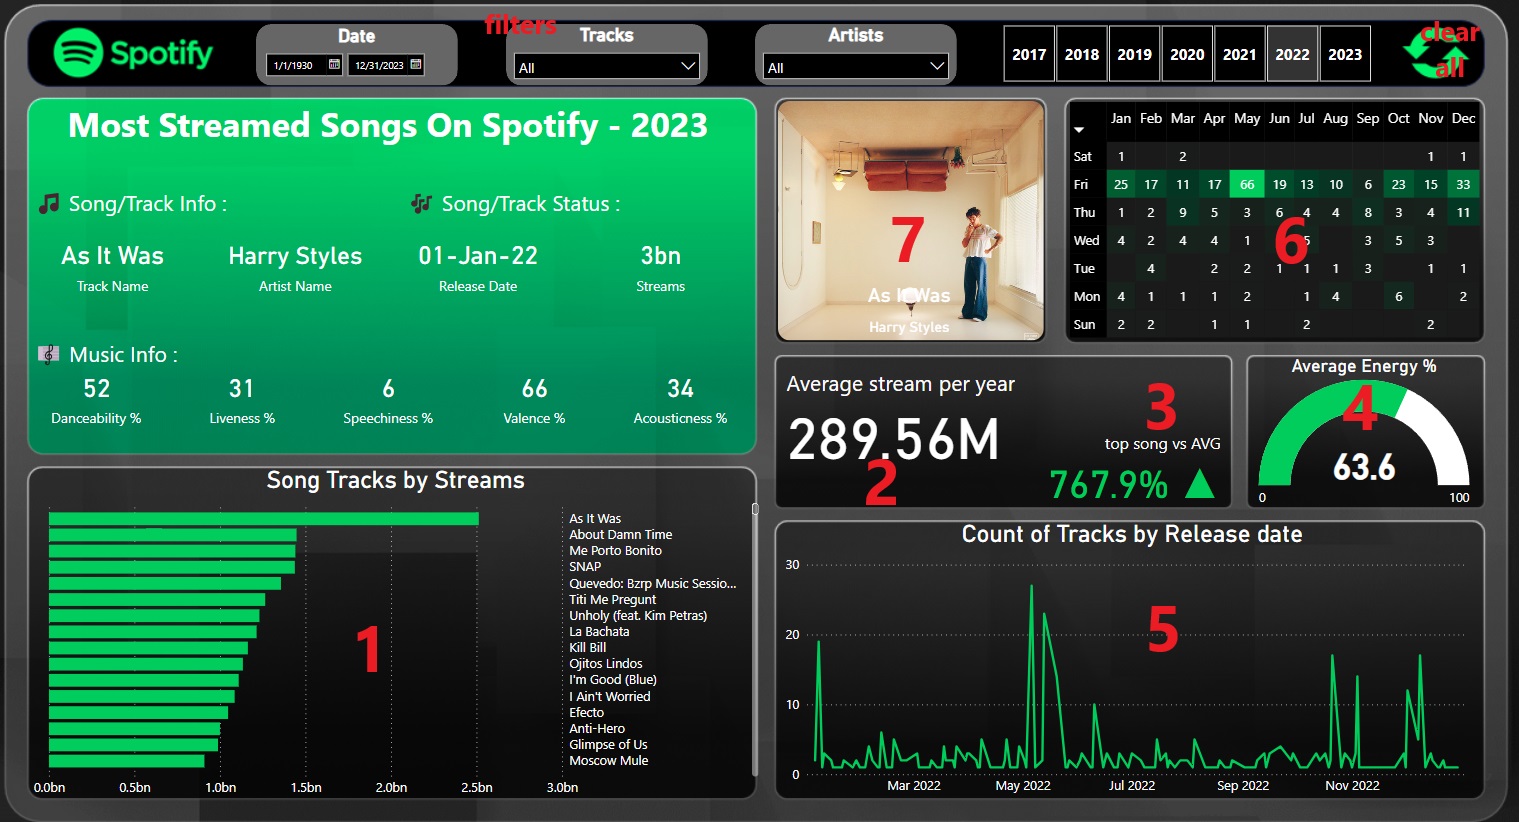 Spotify
Date
1/1/1930
12/31/2023
filters
Tracks
All
Artists
All
2017 2018 2019 2020 2021 2022 2023
clear
all
Most Streamed Songs On Spotify - 2023
Song/Track Info :
Song/Track Status :
As It Was Harry Styles 01-Jan-22 3bn
Track Name Artist Name Release Date Streams
Music Info :
52 31 6 66 34
Danceability % Liveness % Speechiness % Valence % Acousticness %
7
As It Was
Harry Styles
Jan Feb Mar Apr May Jun Jul Aug Sep Oct Nov Dec
Sat 1 2 1 1
Fri 25 17 11 17 66 19 13 10 6 23 15 33
Thu 1 2 9 5 3 6 4 4 8 3 4 11
Wed 4 2 4 4 1 5 3 5 3
Tue 4 2 2 1 1 1 3 1 1
Mon 4 1 1 1 2 1 4 6 2
Sun 2 2 1 1 2 2
6
Average stream per year
289.56M
2
3
top song vs AVG
767.9%
Average Energy %
4
63.6
0 100
Song Tracks by Streams
As It Was
About Damn Time
Me Porto Bonito
SNAP
Quevedo: Bzrp Music Sessio...
Titi Me Pregunt
Unholy (feat. Kim Petras)
La Bachata
Kill Bill
Ojitos Lindos
I'm Good (Blue)
I Ain't Worried
Efecto
Anti-Hero
Glimpse of Us
Moscow Mule
1
0.0bn 0.5bn 1.0bn 1.5bn 2.0bn 2.5bn 3.0bn
Count of Tracks by Release date
30
20
10
0
5
Mar 2022 May 2022 Jul 2022 Sep 2022 Nov 2022